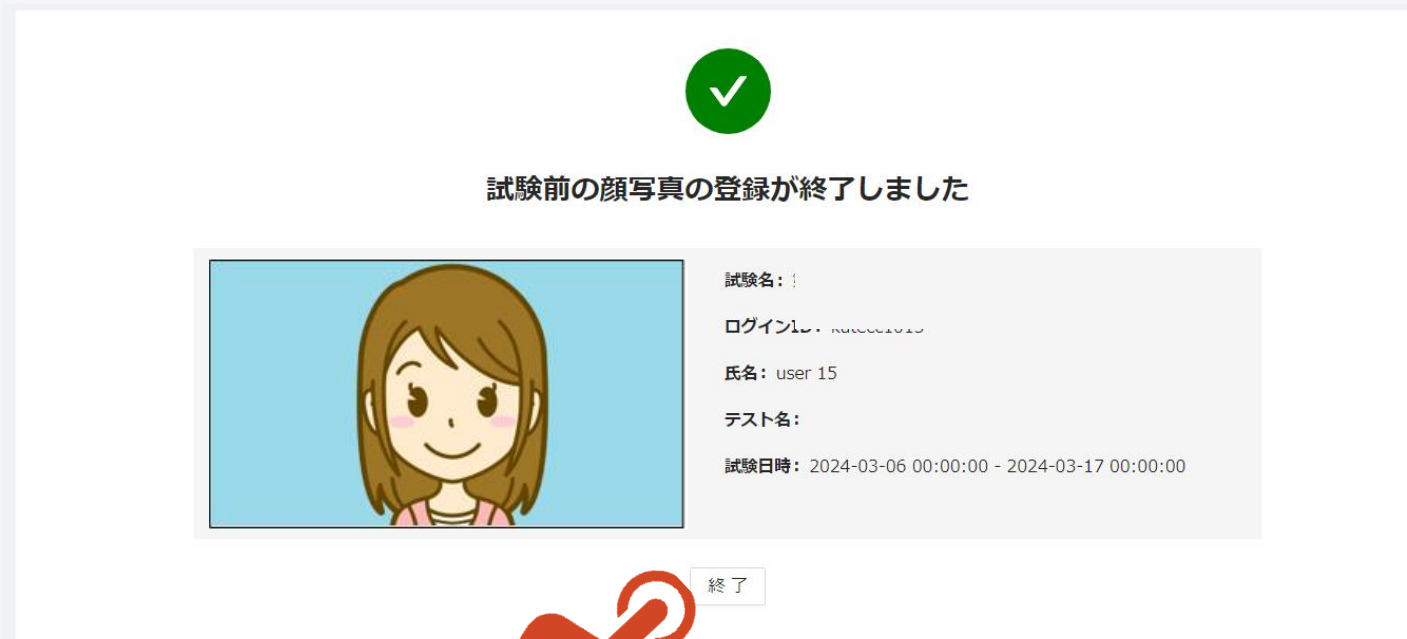 試験前の顔写真の登録が終了しました
試験名：
ログイン
氏名： user 15
テスト名：
試験日時： 2024-03-06 00:00:00 - 2024-03-17 00:00:00
終 了